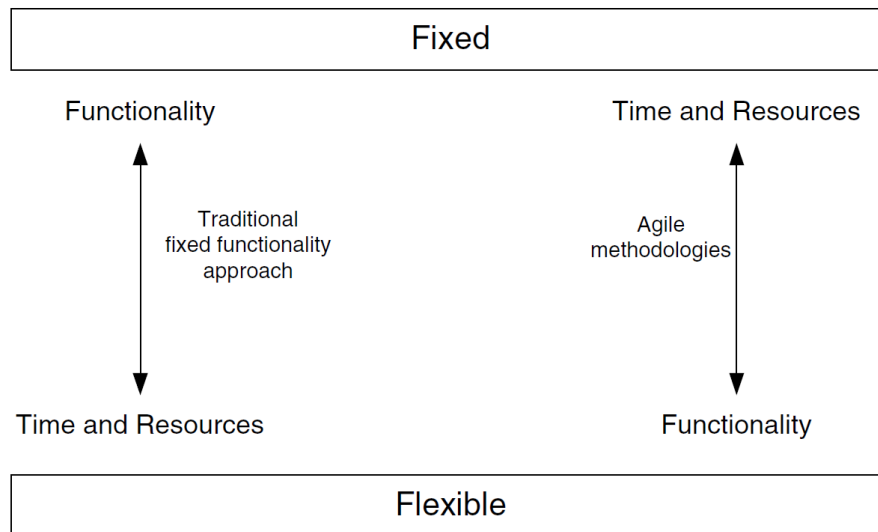 Fixed
Functionality
Time and Resources
Traditional
fixed functionality
approach
Agile
methodologies
Time and Resources
Functionality
Flexible